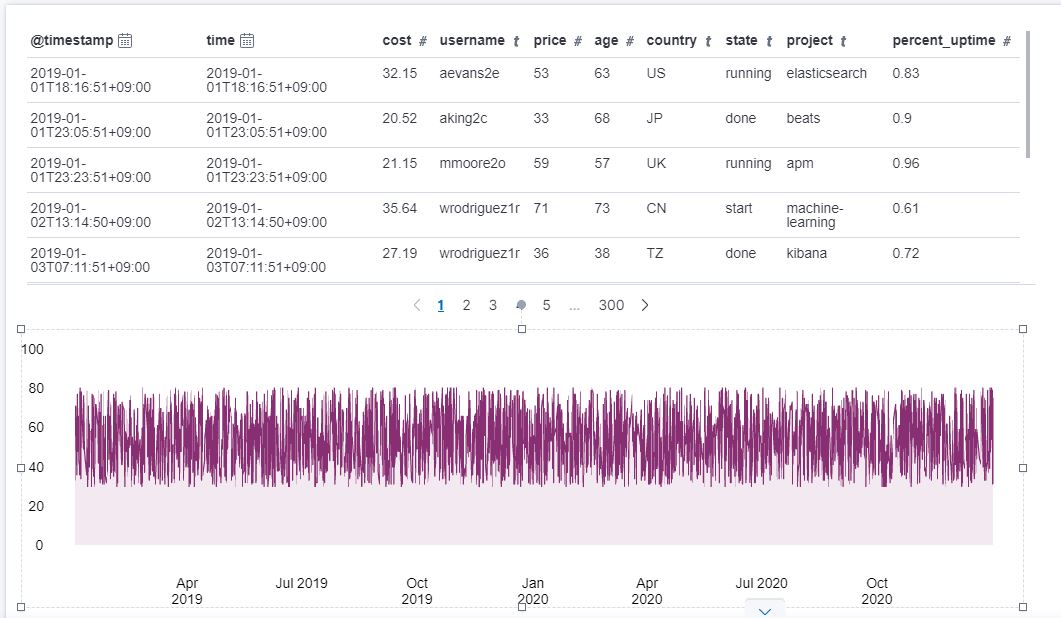 @timestamp time cost # username t price # age # country t state t project t percent_uptime #
2019-01- 2019-01- 32.15 aevans2e 53 63 US running elasticsearch 0.83
01T18:16:51+09:00 01T18:16:51+09:00
2019-01- 2019-01- 20.52 aking2c 33 68 JP done beats 0.9
01T23:05:51+09:00 01T23:05:51+09:00
2019-01- 2019-01- 21.15 mmoore2o 59 57 UK running apm 0.96
01T23:23:51+09:00 01T23:23:51+09:00
2019-01- 2019-01- 35.64 wrodriguez1r 71 73 CN start machine- 0.61
02T13:14:50+09:00 02T13:14:50+09:00 learning
2019-01- 2019-01- 27.19 wrodriguez1r 36 38 TZ done kibana 0.72
03T07:11:51+09:00 03T07:11:51+09:00
1 2 3 5 ... 300
100
80
60
40
20
0
Apr Jul 2019 Oct Jan Apr Jul 2020 Oct
2019 2019 2020 2020 2020